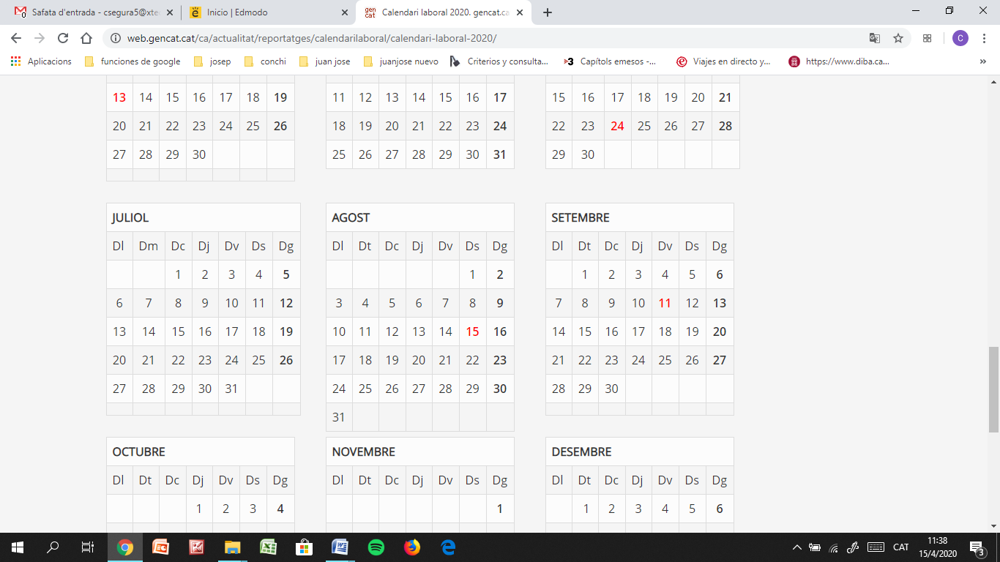 Safata d'entrada - csegura5@xte
Inicio | Edmodo
gen cat Calendari laboral 2020. gencat.ca
web.gencat.cat/ca/actualitat/reportatges/calendarilaboral/calendari-laboral-2020/
C
Aplicacions funciones de google josep conchi juan jose juanjose nuevo Criterios y consulta... Capítols emesos -... Viajes en directo y... https://www.diba.ca... »
13 14 15 16 17 18 19
20 21 22 23 24 25 26
27 28 29 30
11 12 13 14 15 16 17
18 19 20 21 22 23 24
25 26 27 28 29 30 31
15 16 17 18 19 20 21
22 23 24 25 26 27 28
29 30
JULIOL
Dl Dm Dc Dj Dv Ds Dg
1 2 3 4 5
6 7 8 9 10 11 12
13 14 15 16 17 18 19
20 21 22 23 24 25 26
27 28 29 30 31
AGOST
Dl Dt Dc Dj Dv Ds Dg
1 2
3 4 5 6 7 8 9
10 11 12 13 14 15 16
17 18 19 20 21 22 23
24 25 26 27 28 29 30
31
SETEMBRE
Dl Dt Dc Dj Dv Ds Dg
1 2 3 4 5 6
7 8 9 10 11 12 13
14 15 16 17 18 19 20
21 22 23 24 25 26 27
28 29 30
OCTUBRE
Dl Dt Dc Dj Dv Ds Dg
1 2 3 4
NOVEMBRE
Dl Dt Dc Dj Dv Ds Dg
1
DESEMBRE
Dl Dt Dc Dj Dv Ds Dg
1 2 3 4 5 6
CAT
11:38
15/4/2020
3